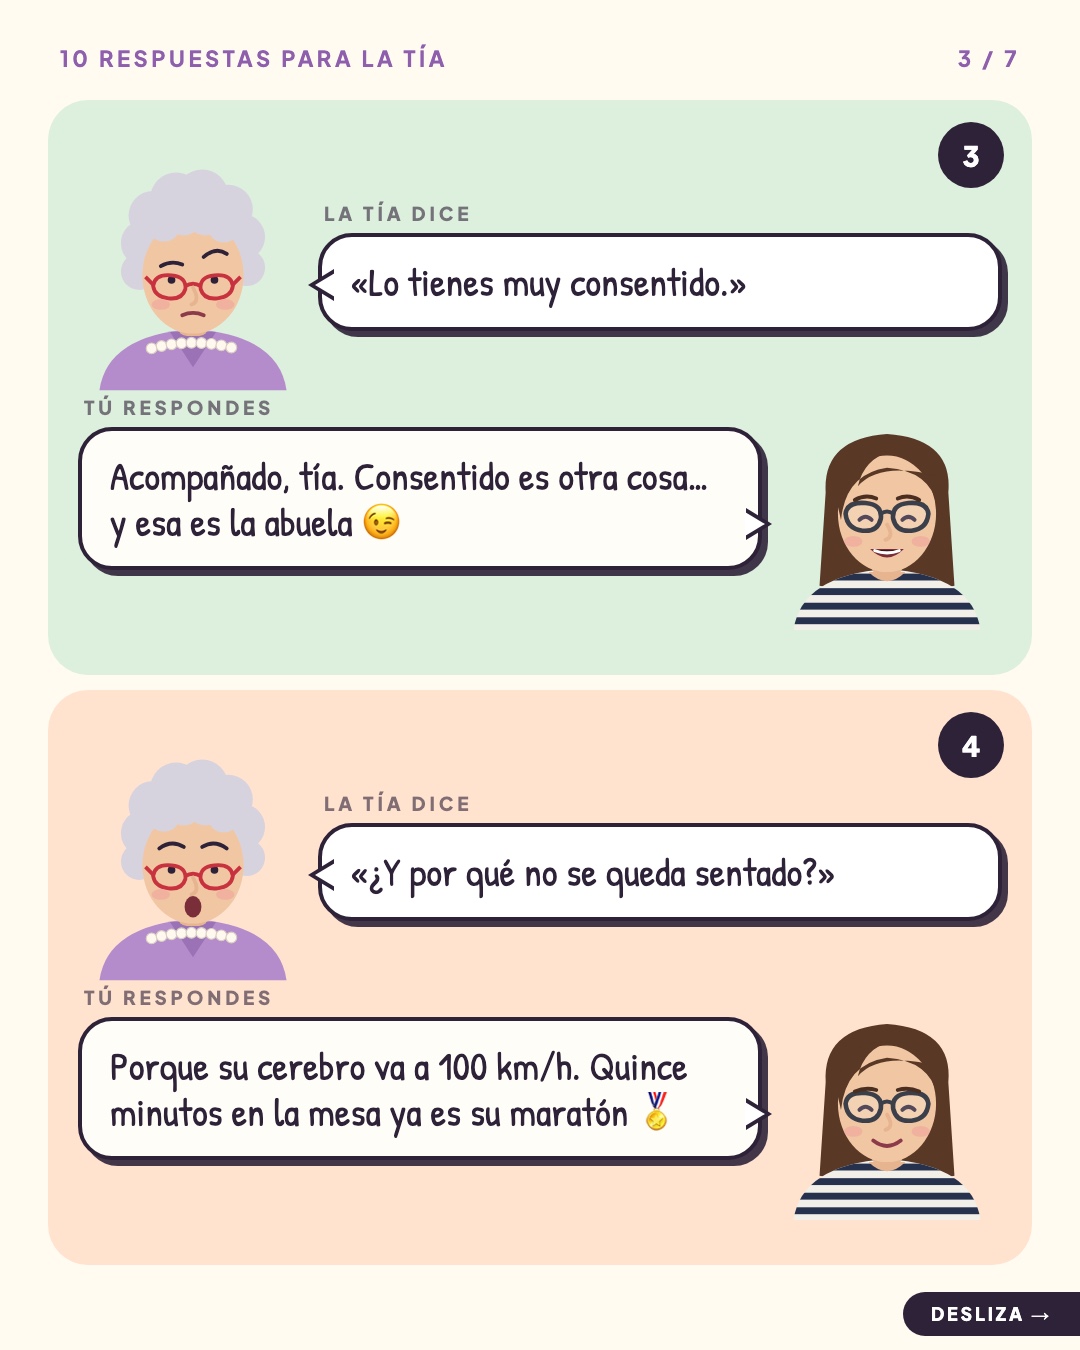 10 RESPUESTAS PARA LA TÍA
3 / 7
3
LA TÍA DICE
«Lo tienes muy consentido.»
TÚ RESPONDES
Acompañado, tía. Consentido es otra cosa...
y esa es la abuela 😉
4
LA TÍA DICE
«¿Y por qué no se queda sentado?»
TÚ RESPONDES
Porque su cerebro va a 100 km/h. Quince
minutos en la mesa ya es su maratón 🏅
DESLIZA →